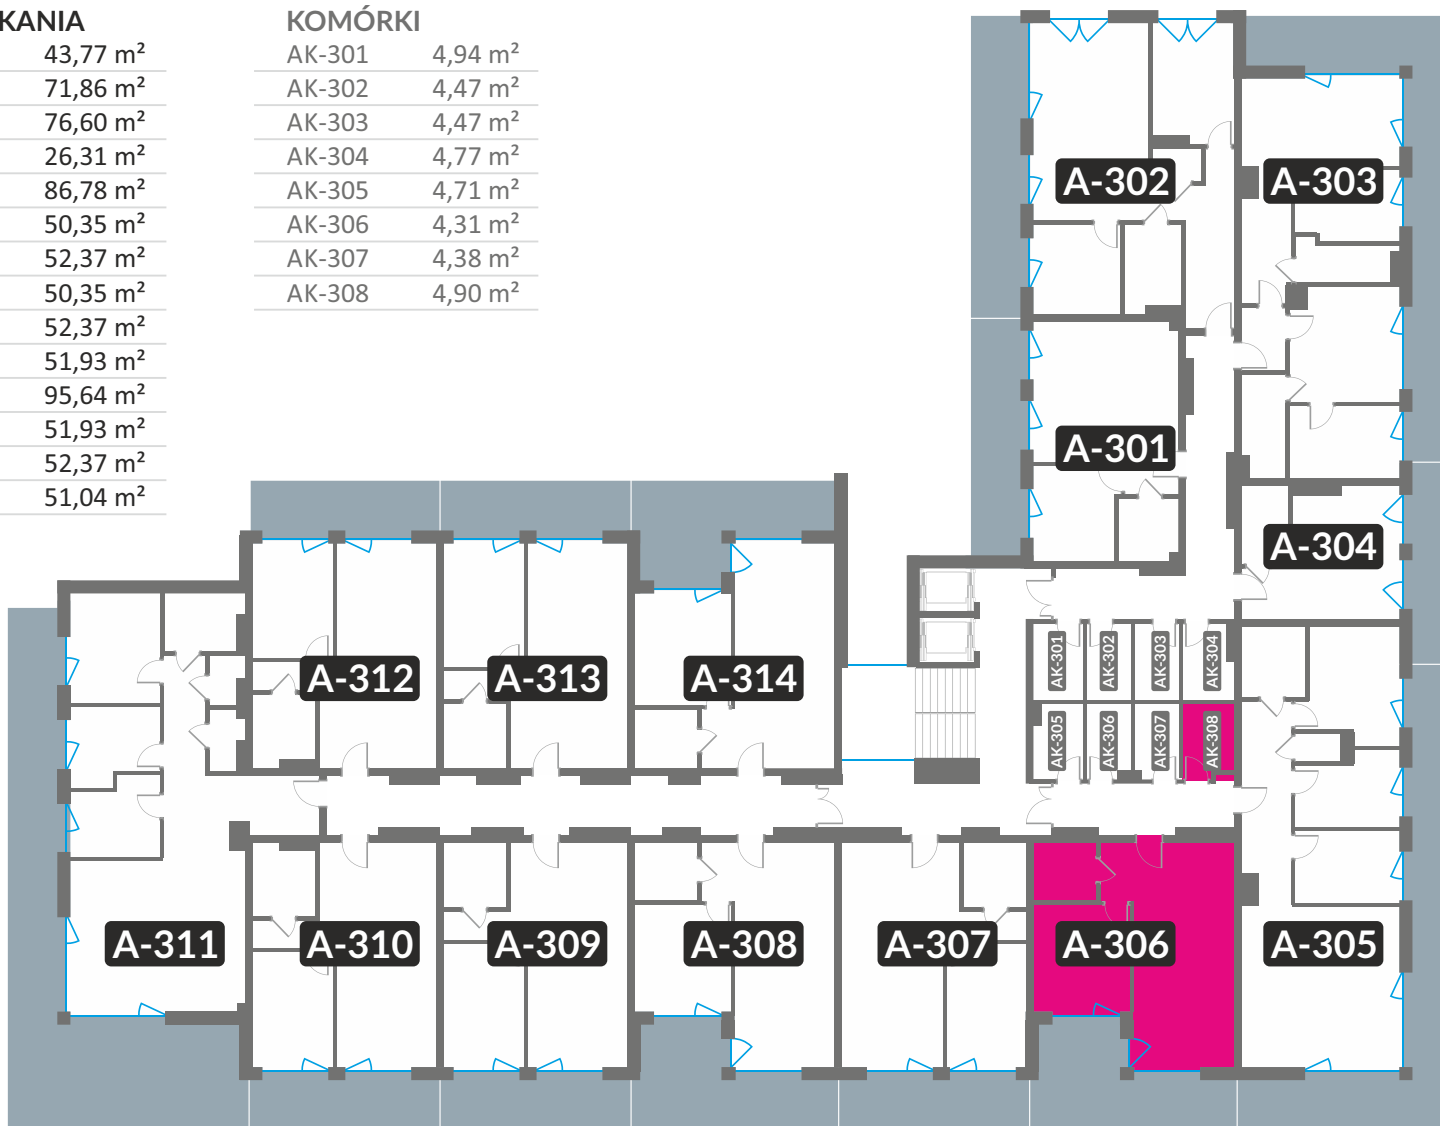 KANIA
43,77 m²
71,86 m²
76,60 m²
26,31 m²
86,78 m²
50,35 m²
52,37 m²
50,35 m²
52,37 m²
51,93 m²
95,64 m²
51,93 m²
52,37 m²
51,04 m²
KOMÓRKI
AK-301 4,94 m²
AK-302 4,47 m²
AK-303 4,47 m²
AK-304 4,77 m²
AK-305 4,71 m²
AK-306 4,31 m²
AK-307 4,38 m²
AK-308 4,90 m²
A-302
A-303
A-301
A-304
AK-301
AK-302
AK-303
AK-304
A-312
A-313
A-314
AK-305
AK-306
AK-307
AK-308
A-311
A-310
A-309
A-308
A-307
A-306
A-305